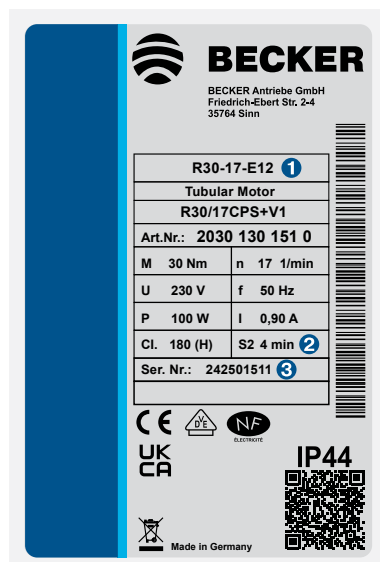 BECKER
BECKER Antriebe GmbH
Friedrich-Ebert Str. 2-4
35764 Sinn
R30-17-E12 1
Tubular Motor
R30/17CPS+V1
Art.Nr.: 2030 130 151 0
M 30 Nm n 17 1/min
U 230 V f 50 Hz
P 100 W I 0,90 A
Cl. 180 (H) S2 4 min 2
Ser. Nr.: 242501511 3
CE VDE NF
ÉLECTRICITÉ
UK
CA
IP44
Made in Germany